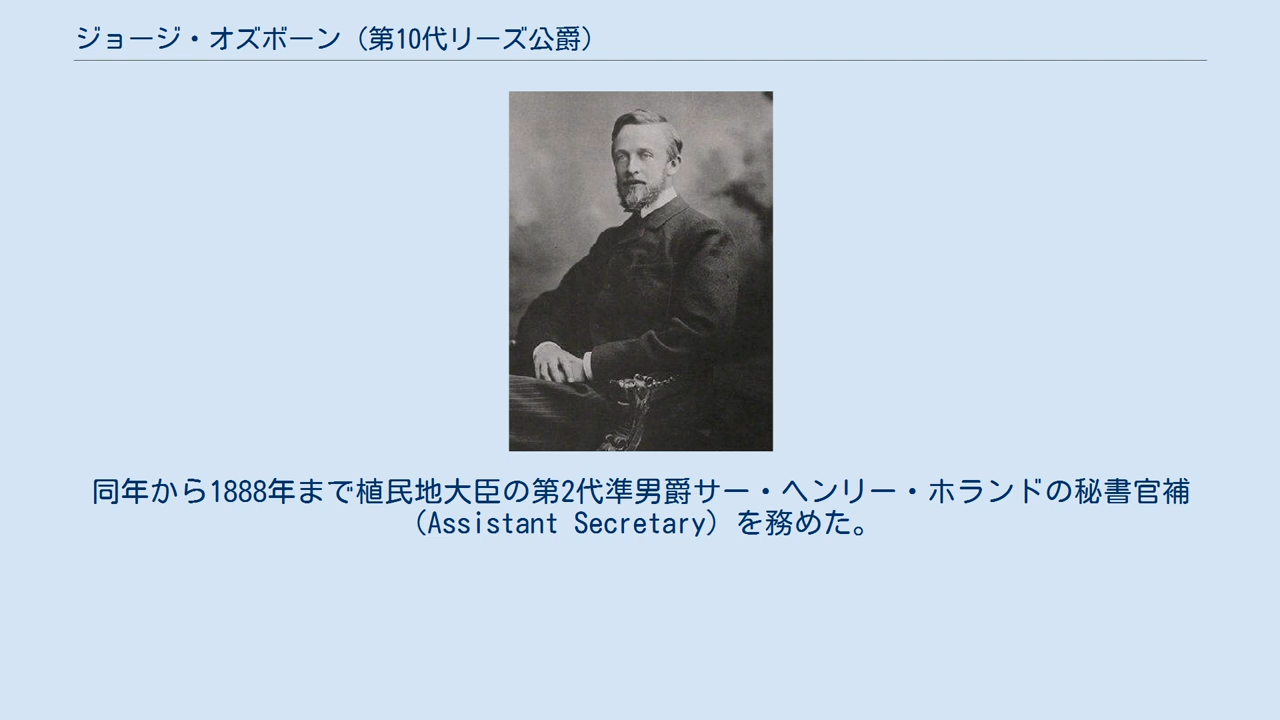 ジョージ・オズボーン（第10代リーズ公爵）
同年から1888年まで植民地大臣の第2代準男爵サー・ヘンリー・ホランドの秘書官補
（Assistant Secretary）を務めた。